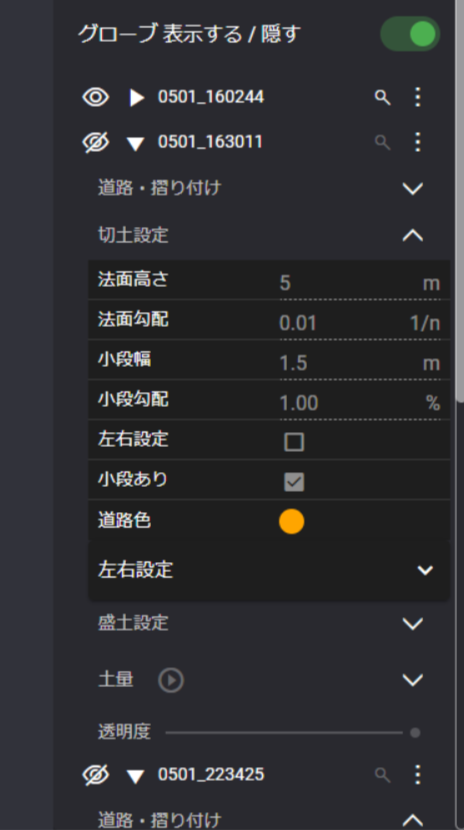 グローブ 表示する / 隠す
0501_160244
0501_163011
道路・摺り付け
切土設定
法面高さ 5 m
法面勾配 0.01 1/n
小段幅 1.5 m
小段勾配 1.00 %
左右設定
小段あり
道路色
左右設定
盛土設定
土量
透明度
0501_223425
道路・摺り付け